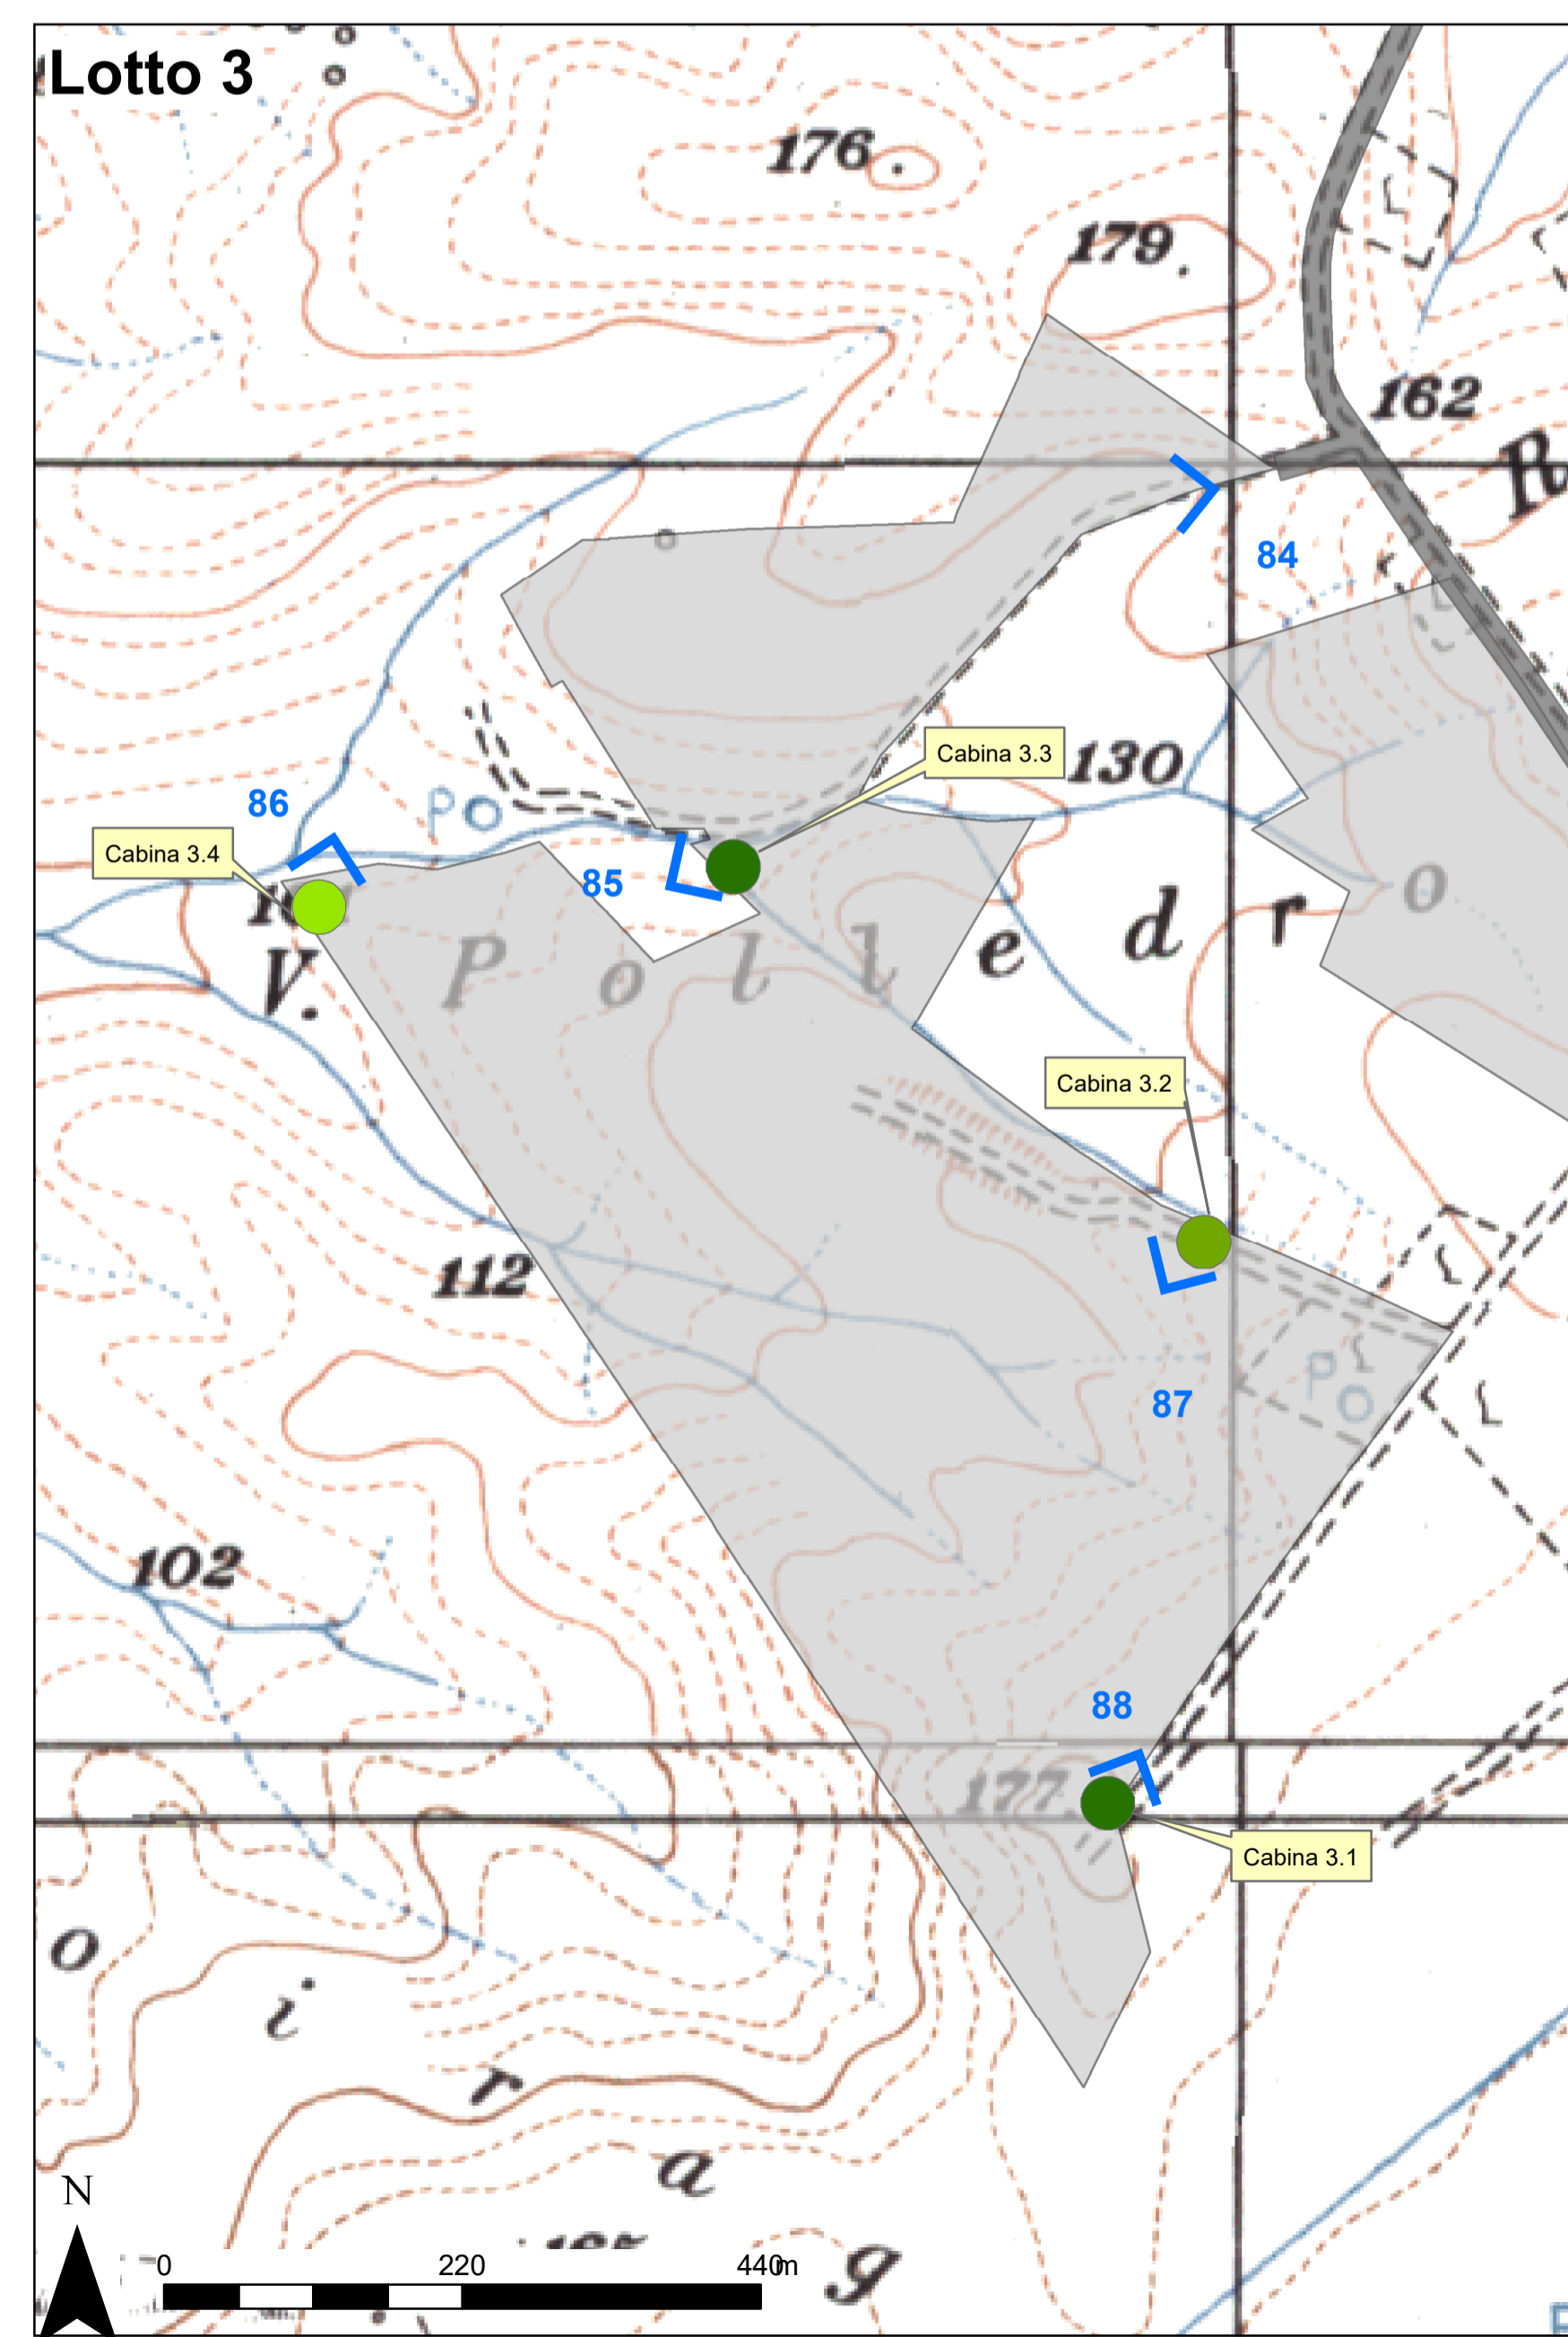 Lotto 3
176.
179.
162
R
84
Cabina 3.3
130
86
Po
Cabina 3.4
85
V.
P o l l e d r o
Cabina 3.2
112
87
Po
102
88
177.
Cabina 3.1
o
i
r
a
g
N
0 220 440m